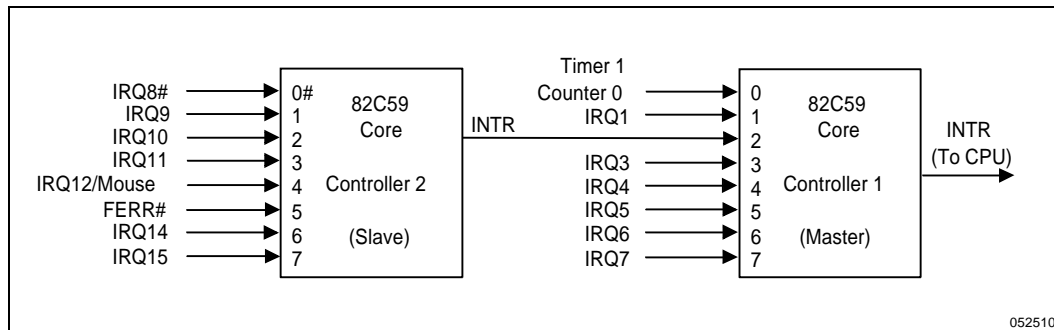 IRQ8#
IRQ9
IRQ10
IRQ11
IRQ12/Mouse
FERR#
IRQ14
IRQ15
0#
1
2
3
4
5
6
7
82C59
Core
Controller 2
(Slave)
INTR
Timer 1
Counter 0
IRQ1
IRQ3
IRQ4
IRQ5
IRQ6
IRQ7
0
1
2
3
4
5
6
7
82C59
Core
Controller 1
(Master)
INTR
(To CPU)
052510